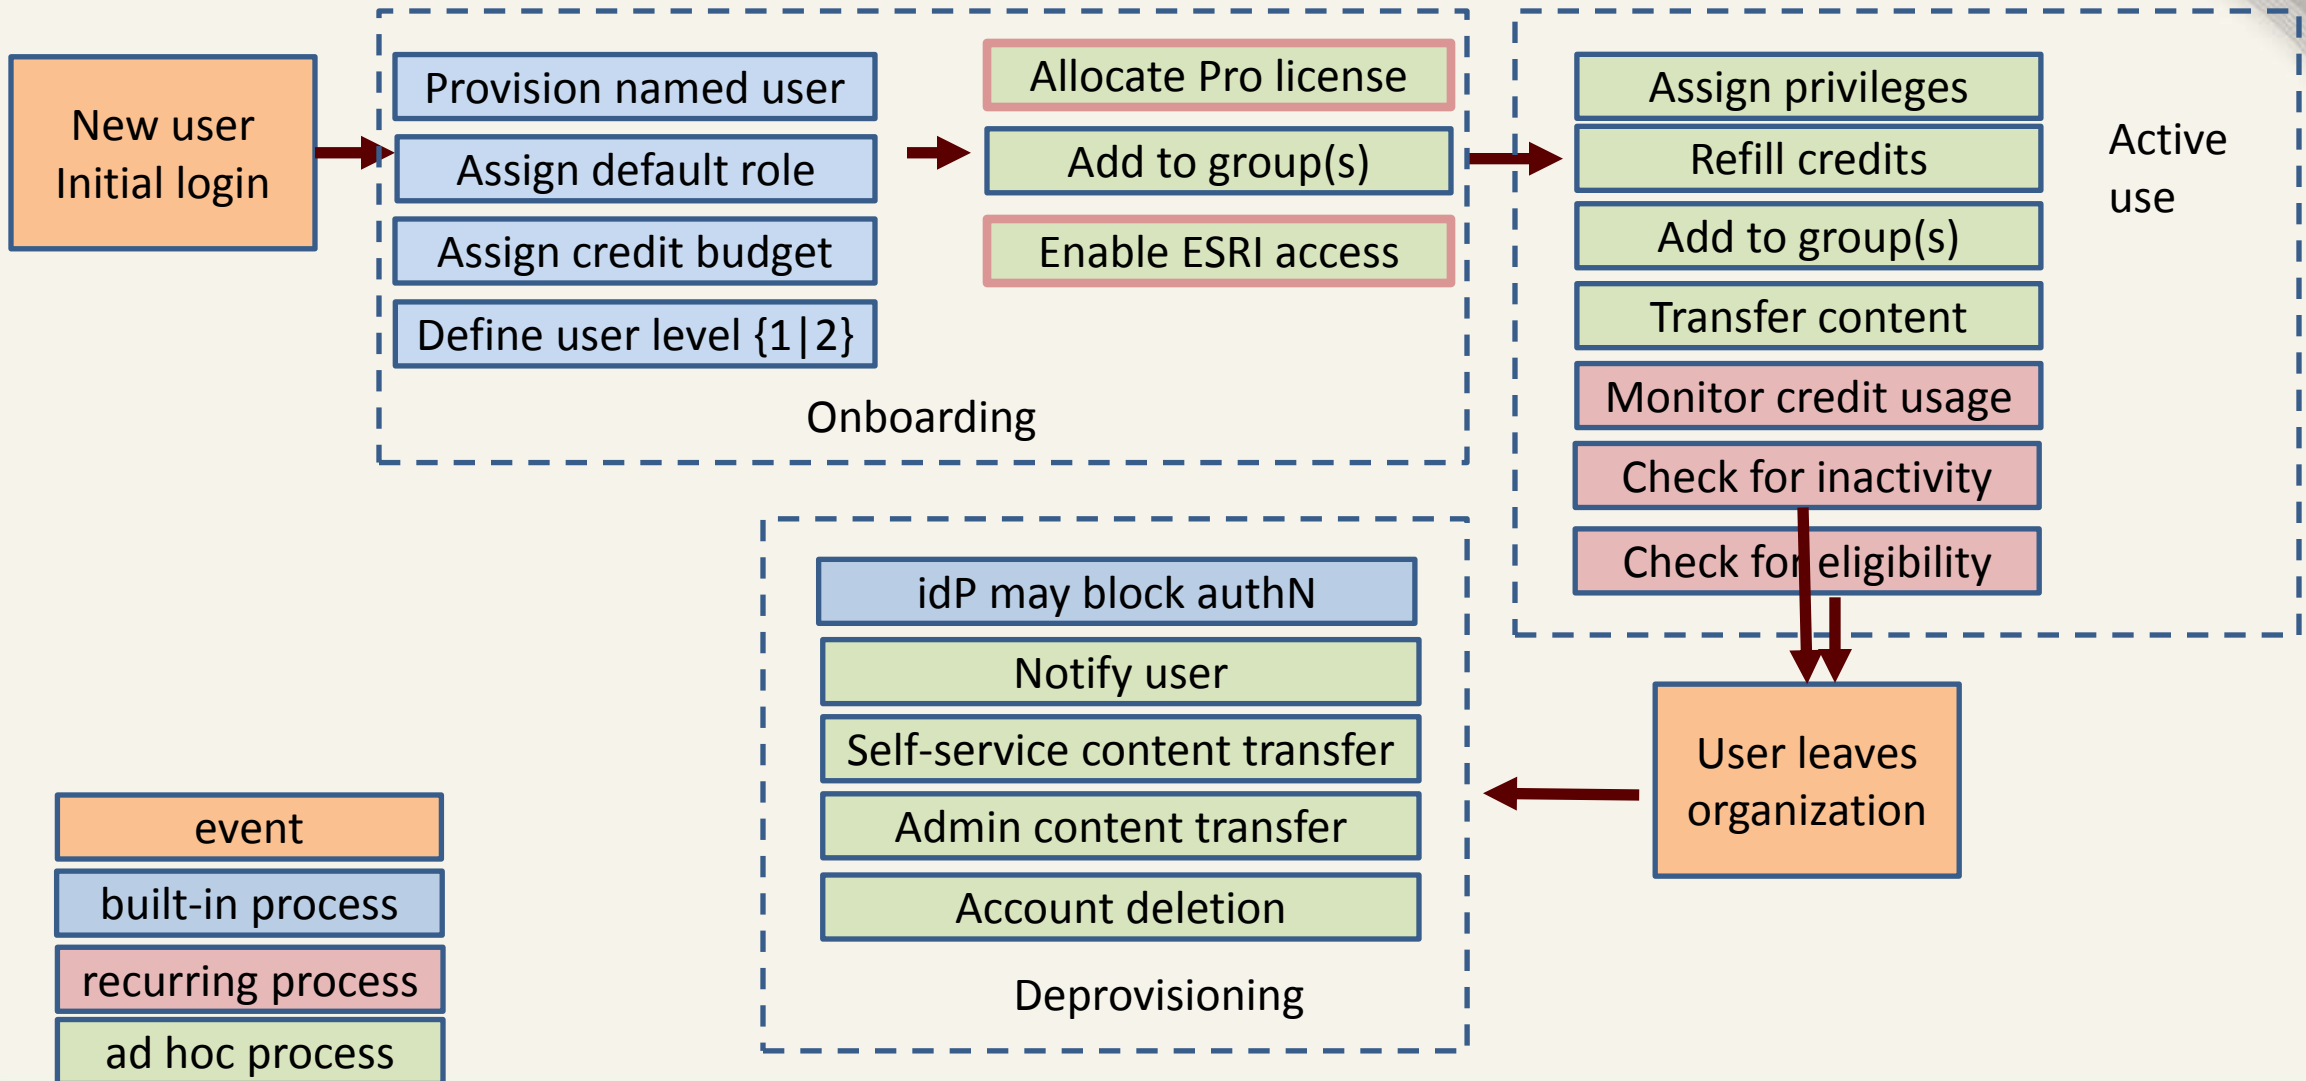 New user
Initial login
Provision named user
Assign default role
Assign credit budget
Define user level {1|2}
Allocate Pro license
Add to group(s)
Enable ESRI access
Onboarding
Assign privileges
Refill credits
Add to group(s)
Transfer content
Monitor credit usage
Check for inactivity
Check for eligibility
Active
use
User leaves
organization
idP may block authN
Notify user
Self-service content transfer
Admin content transfer
Account deletion
Deprovisioning
event
built-in process
recurring process
ad hoc process